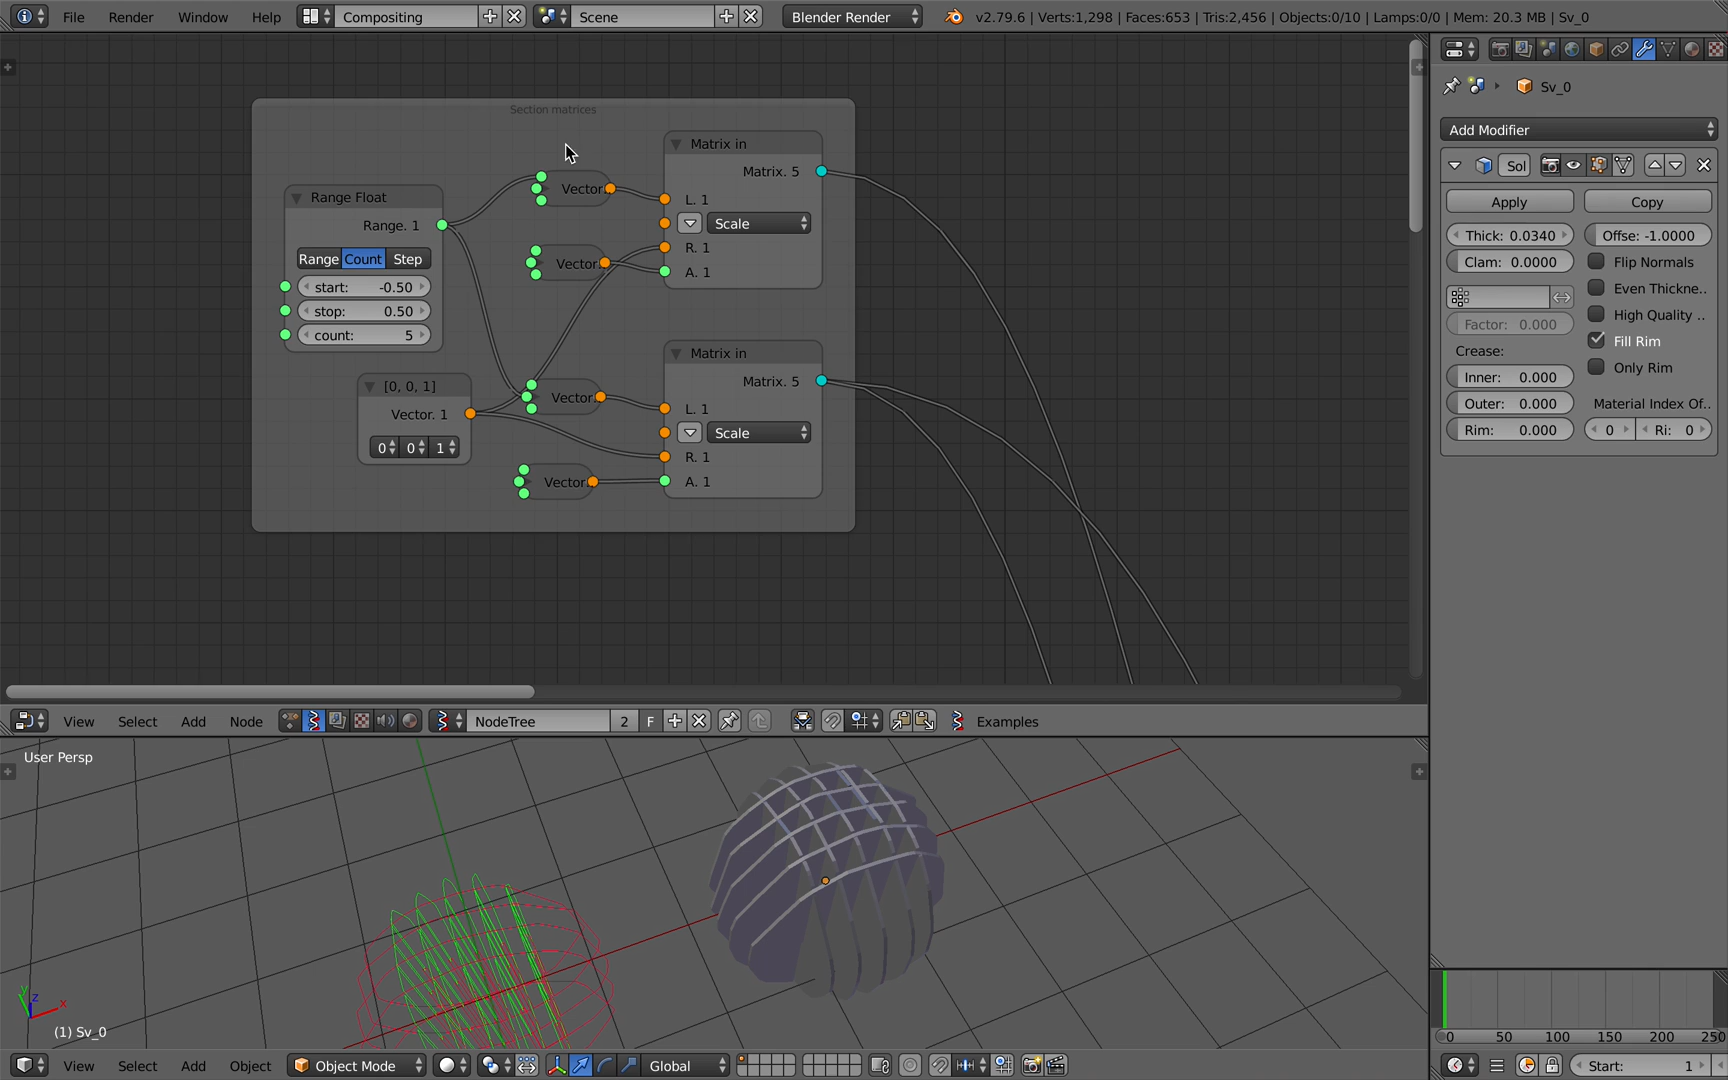 File Render Window Help Compositing Scene Blender Render v2.79.6 | Verts:1,298 | Faces:653 | Tris:2,456 | Objects:0/10 | Lamps:0/0 | Mem: 20.3 MB | Sv_0
Sv_0
Add Modifier
Sol
Apply Copy
Thick: 0.0340 Offse: -1.0000
Clam: 0.0000 Flip Normals
Even Thickne..
High Quality ..
Factor: 0.000
Fill Rim
Crease:
Only Rim
Inner: 0.000
Outer: 0.000 Material Index Of..
Rim: 0.000 0 Ri: 0
Section matrices
Matrix in
Matrix. 5
Vector.
L. 1
Scale
R. 1
A. 1
Vector.
Range Float
Range. 1
Range Count Step
start: -0.50
stop: 0.50
count: 5
[0, 0, 1]
Vector. 1
0 0 1
Matrix in
Matrix. 5
Vector.
L. 1
Scale
R. 1
A. 1
Vector.
View Select Add Node NodeTree 2 F Examples
User Persp
y
z
x
(1) Sv_0
View Select Add Object Object Mode Global
0 50 100 150 200 250
Start: 1